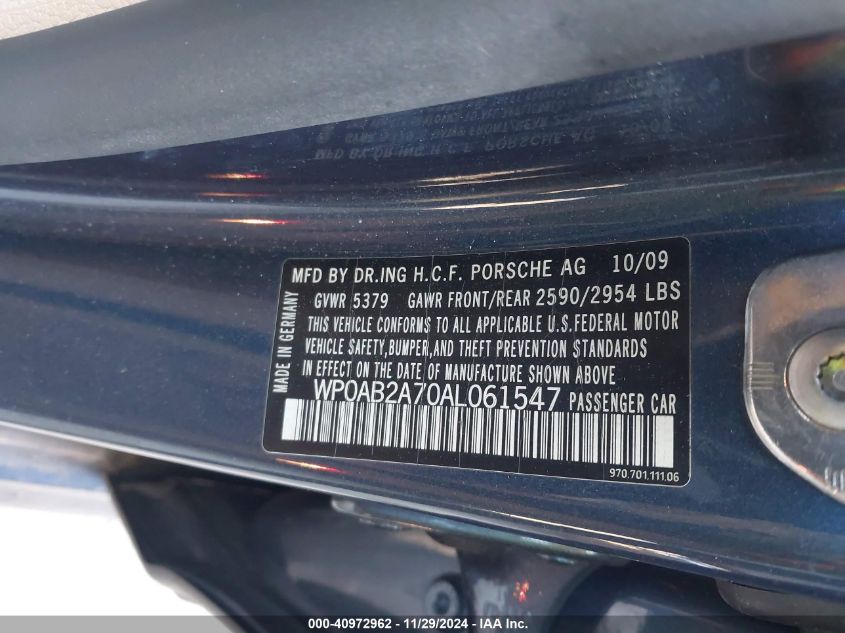 MFD BY DR.ING H.C.F. PORSCHE AG 10/09
GVWR 5379 GAWR FRONT/REAR 2590/2954 LBS
THIS VEHICLE CONFORMS TO ALL APPLICABLE U.S.FEDERAL MOTOR
VEHICLE SAFETY,BUMPER,AND THEFT PREVENTION STANDARDS
IN EFFECT ON THE DATE OF MANUFACTURE SHOWN ABOVE
MADE IN GERMANY
WP0AB2A70AL061547 PASSENGER CAR
970.701.111.06
000-40972962 - 11/29/2024 - IAA Inc.